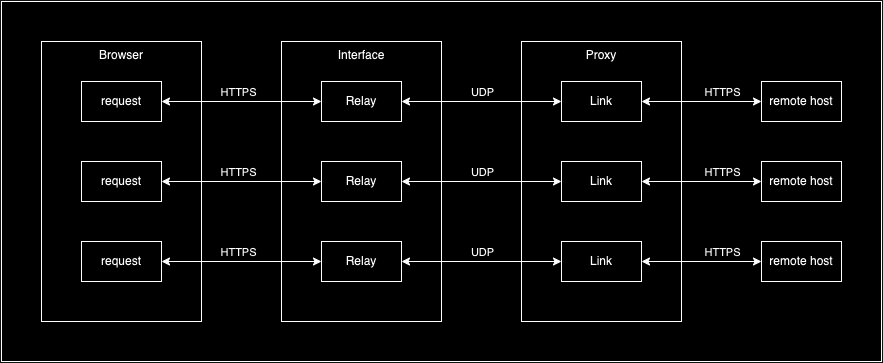 Browser
Interface
Proxy
request
HTTPS
Relay
UDP
Link
HTTPS
remote host
request
HTTPS
Relay
UDP
Link
HTTPS
remote host
request
HTTPS
Relay
UDP
Link
HTTPS
remote host